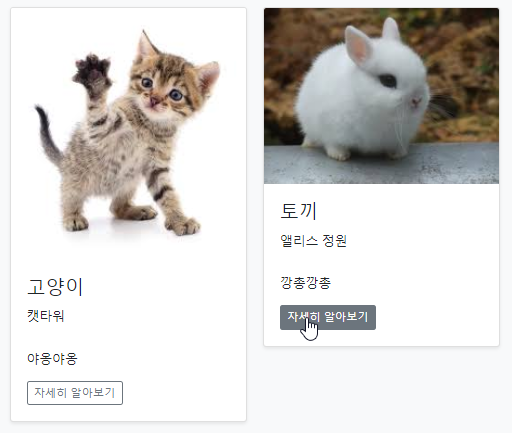 고양이
캣타워
야옹야옹
자세히 알아보기
토끼
앨리스 정원
깡총깡총
자세히 알아보기